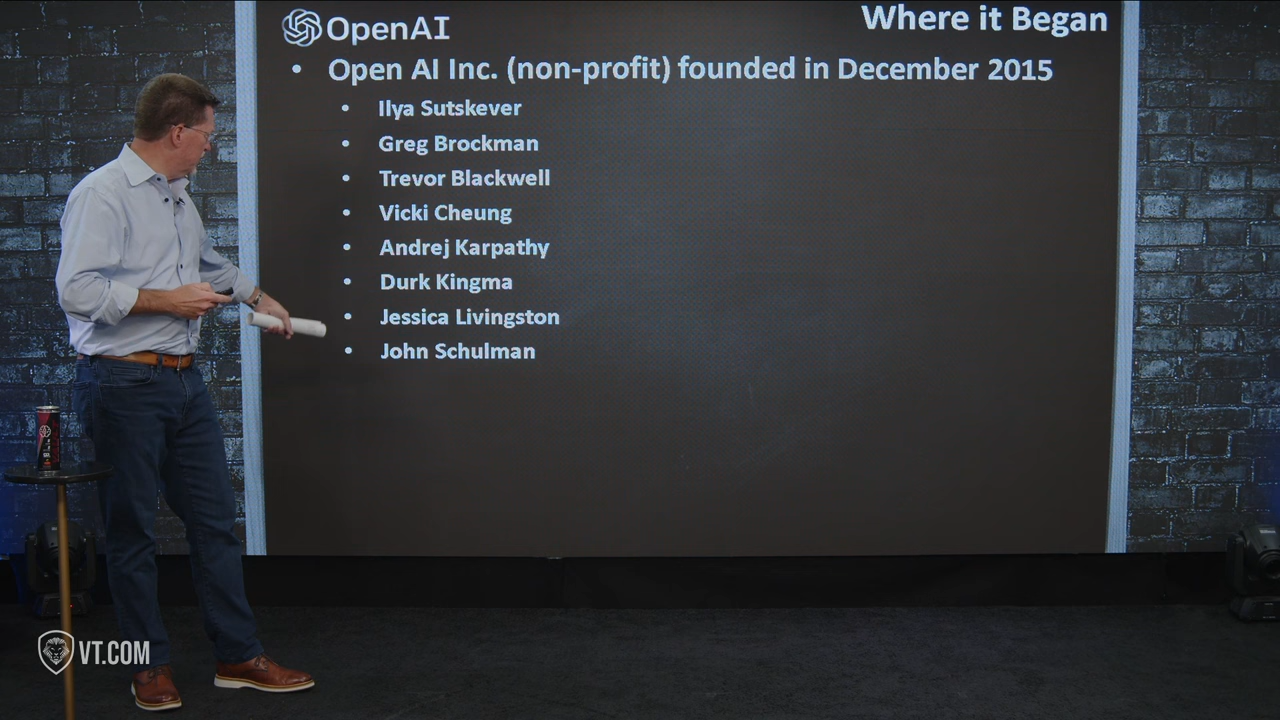 OpenAI
Where it Began
• Open AI Inc. (non-profit) founded in December 2015
• Ilya Sutskever
• Greg Brockman
• Trevor Blackwell
• Vicki Cheung
• Andrej Karpathy
• Durk Kingma
• Jessica Livingston
• John Schulman
VT.COM